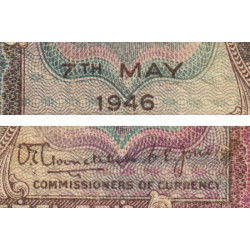 7TH MAY
1946
COMMISSIONERS OF CURRENCY